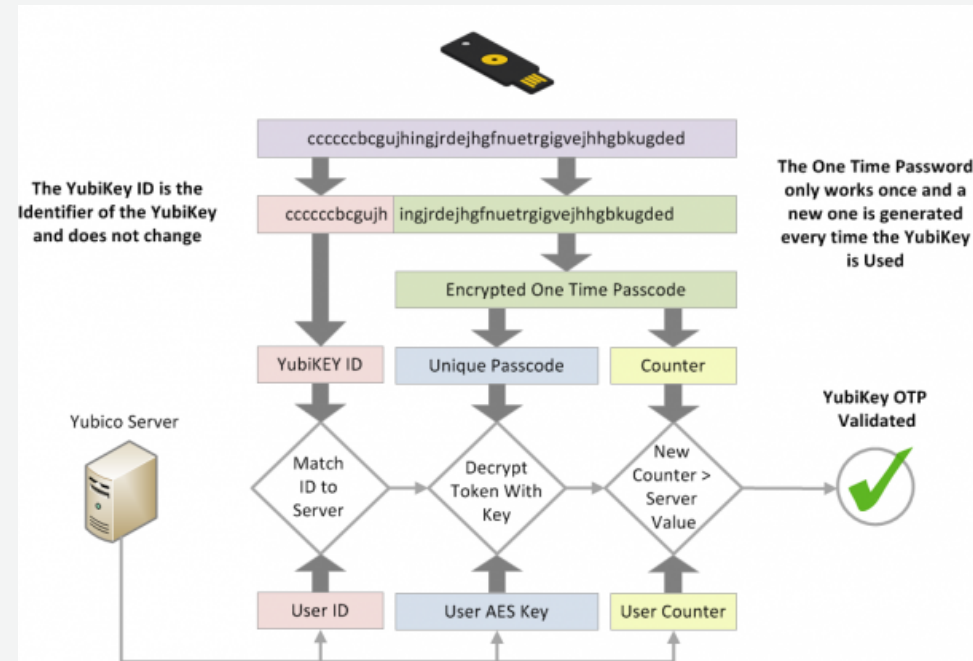 ccccccbcgujhingjrdejhgfnuetrgigvejhhgbkugded
The YubiKey ID is the
Identifier of the YubiKey
and does not change
ccccccbcgujh
ingjrdejhgfnuetrgigvejhhgbkugded
The One Time Password
only works once and a
new one is generated
every time the YubiKey
is Used
Encrypted One Time Passcode
YubiKEY ID
Unique Passcode
Counter
Yubico Server
Match
ID to
Server
Decrypt
Token With
Key
New
Counter >
Server
Value
YubiKey OTP
Validated
User ID
User AES Key
User Counter